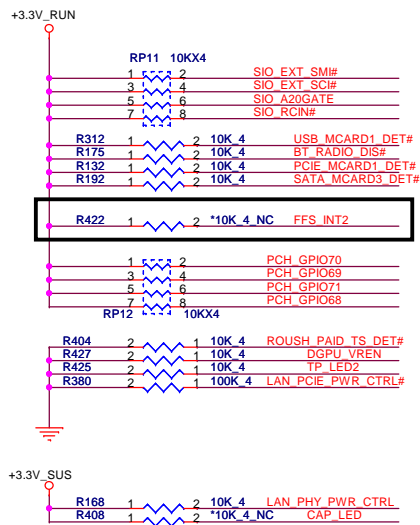 +3.3V_RUN
RP11 10KX4
1 2 SIO_EXT_SMI#
3 4 SIO_EXT_SCI#
5 6 SIO_A20GATE
7 8 SIO_RCIN#
R312 1 2 10K_4 USB_MCARD1_DET#
R175 1 2 10K_4 BT_RADIO_DIS#
R132 1 2 10K_4 PCIE_MCARD1_DET#
R192 1 2 10K_4 SATA_MCARD3_DET#
R422 1 2 *10K_4_NC FFS_INT2
1 2 PCH_GPIO70
3 4 PCH_GPIO69
5 6 PCH_GPIO71
7 8 PCH_GPIO68
RP12 10KX4
R404 2 1 10K_4 ROUSH_PAID_TS_DET#
R427 2 1 10K_4 DGPU_VREN
R425 2 1 10K_4 TP_LED2
R380 2 1 100K_4 LAN_PCIE_PWR_CTRL#
+3.3V_SUS
R168 1 2 10K_4 LAN_PHY_PWR_CTRL
R408 1 2 *10K_4_NC CAP_LED